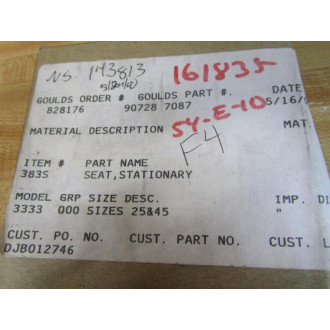 NS. 143813
161835
GOULDS ORDER # GOULDS PART #. DATE
828176 90728 7087 5/16/
MATERIAL DESCRIPTION 54-E-10 MAT.
F4
ITEM # PART NAME
383S SEAT,STATIONARY
MODEL GRP SIZE DESC. IMP. DI
3333 000 SIZES 25&45 "
CUST. PO. NO. CUST. PART NO. CUST. L
DJB012746